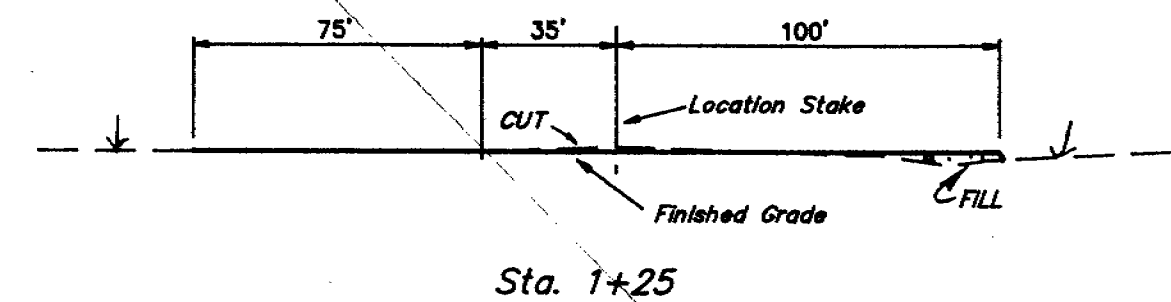 75' 35' 100'
Location Stake
CUT
FILL
Finished Grade
Sta. 1+25